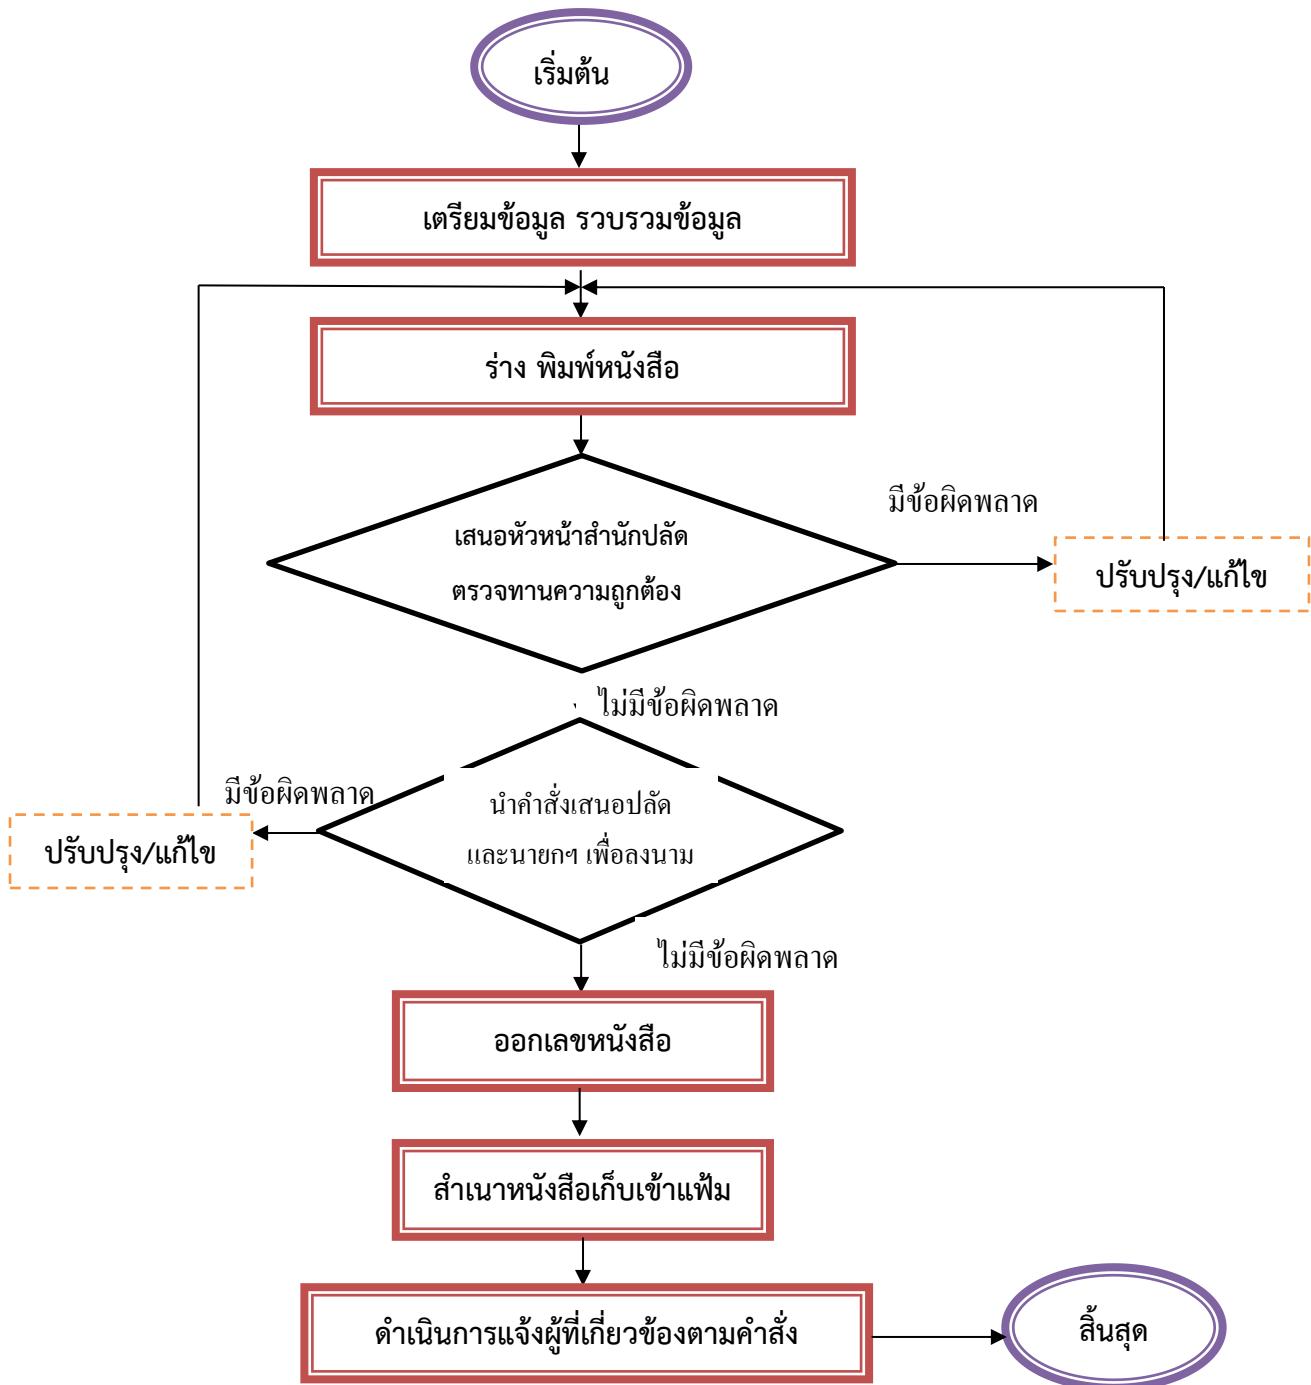 เริ่มต้น
เตรียมข้อมูล รวบรวมข้อมูล
ร่าง พิมพ์หนังสือ
เสนอหัวหน้าสำนักปลัด
ตรวจทานความถูกต้อง
มีข้อผิดพลาด
ปรับปรุง/แก้ไข
ไม่มีข้อผิดพลาด
นำคำสั่งเสนอปลัด
และนายกฯ เพื่อลงนาม
มีข้อผิดพลาด
ปรับปรุง/แก้ไข
ไม่มีข้อผิดพลาด
ออกเลขหนังสือ
สำเนาหนังสือเก็บเข้าแฟ้ม
ดำเนินการแจ้งผู้ที่เกี่ยวข้องตามคำสั่ง
สิ้นสุด